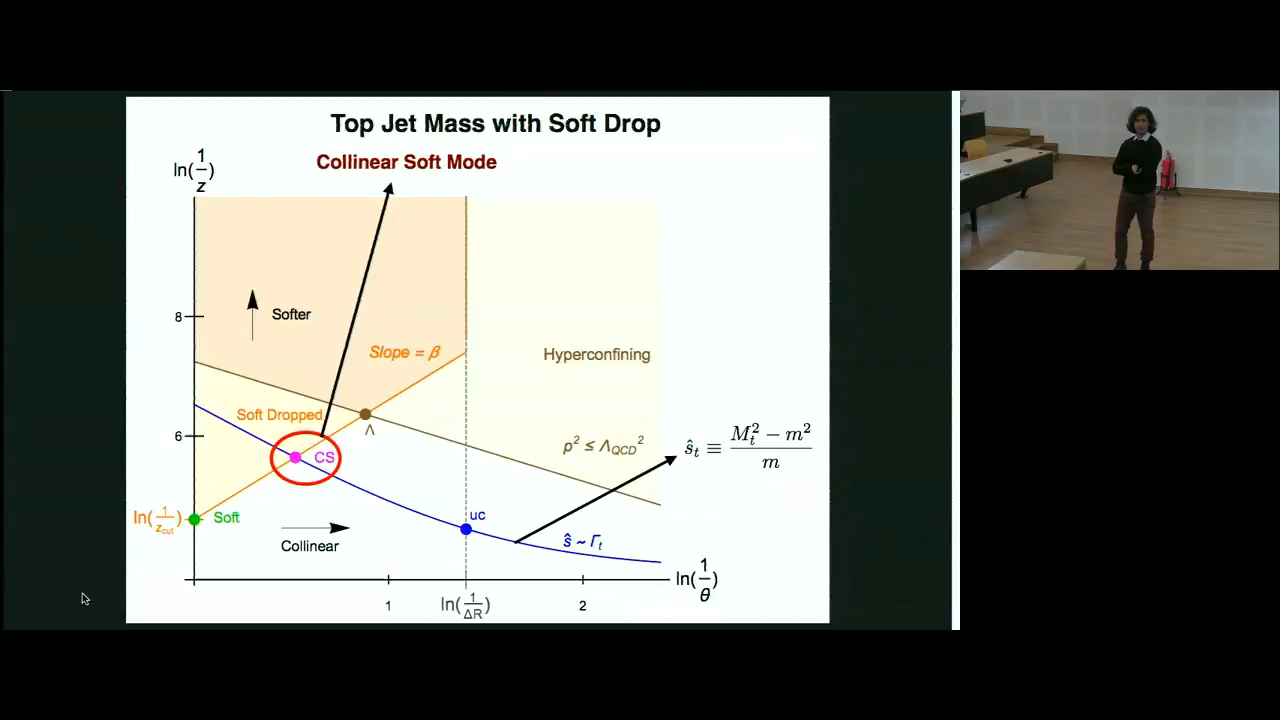 Top Jet Mass with Soft Drop
Collinear Soft Mode
ln(1/z)
8
Softer
Slope = β
Hyperconfining
Soft Dropped
Λ
6
p² ≤ Λ_QCD²
ŝ_t ≡ (M_t² − m²)/m
CS
ln(1/z_cut)
Soft
uc
Collinear
ŝ ~ Γ_t
ln(1/θ)
1
ln(1/ΔR)
2